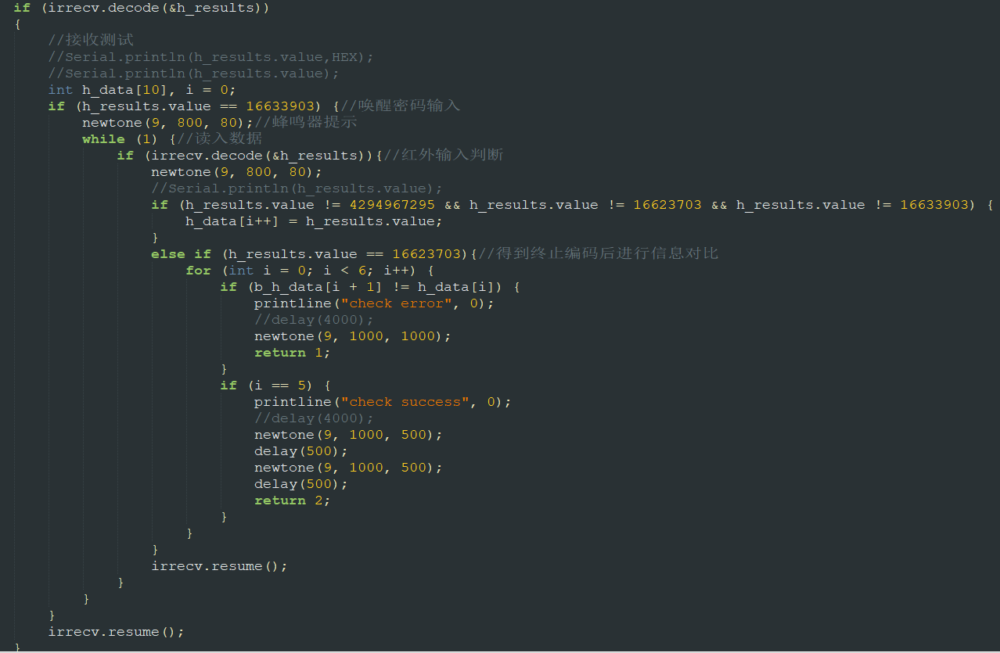 if (irrecv.decode(&h_results))
{
//接收测试
//Serial.println(h_results.value,HEX);
//Serial.println(h_results.value);
int h_data[10], i = 0;
if (h_results.value == 16633903) {//唤醒密码输入
newtone(9, 800, 80);//蜂鸣器提示
while (1) {//读入数据
if (irrecv.decode(&h_results)){//红外输入判断
newtone(9, 800, 80);
//Serial.println(h_results.value);
if (h_results.value != 4294967295 && h_results.value != 16623703 && h_results.value != 16633903) {
h_data[i++] = h_results.value;
}
else if (h_results.value == 16623703){//得到终止编码后进行信息对比
for (int i = 0; i < 6; i++) {
if (b_h_data[i + 1] != h_data[i]) {
printline("check error", 0);
//delay(4000);
newtone(9, 1000, 1000);
return 1;
}
if (i == 5) {
printline("check success", 0);
//delay(4000);
newtone(9, 1000, 500);
delay(500);
newtone(9, 1000, 500);
delay(500);
return 2;
}
}
}
irrecv.resume();
}
}
}
irrecv.resume();
}